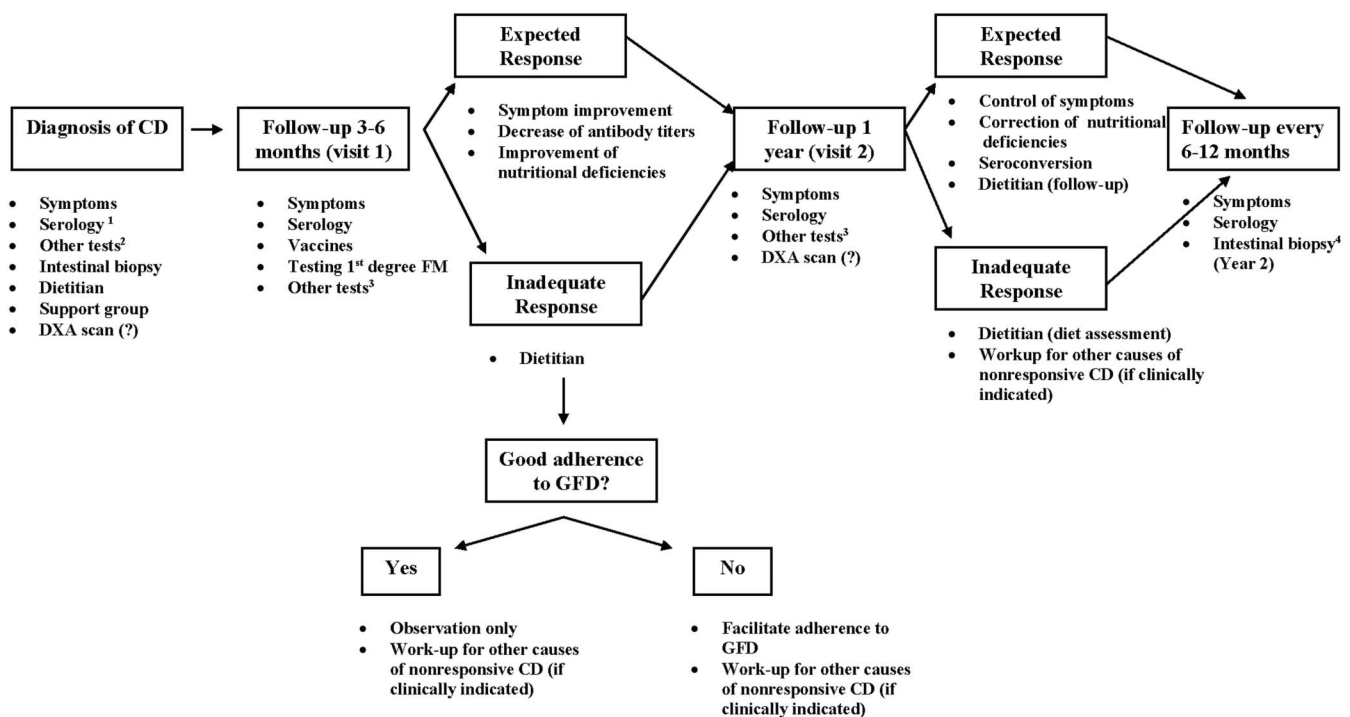 Diagnosis of CD
• Symptoms
• Serology ¹
• Other tests²
• Intestinal biopsy
• Dietitian
• Support group
• DXA scan (?)
Follow-up 3-6
months (visit 1)
• Symptoms
• Serology
• Vaccines
• Testing 1st degree FM
• Other tests³
Expected
Response
• Symptom improvement
• Decrease of antibody titers
• Improvement of
nutritional deficiencies
Inadequate
Response
• Dietitian
Good adherence
to GFD?
Yes
• Observation only
• Work-up for other causes
of nonresponsive CD (if
clinically indicated)
No
• Facilitate adherence to
GFD
• Work-up for other causes
of nonresponsive CD (if
clinically indicated)
Follow-up 1
year (visit 2)
• Symptoms
• Serology
• Other tests³
• DXA scan (?)
Expected
Response
• Control of symptoms
• Correction of nutritional
deficiencies
• Seroconversion
• Dietitian (follow-up)
Inadequate
Response
• Dietitian (diet assessment)
• Workup for other causes of
nonresponsive CD (if clinically
indicated)
Follow-up every
6-12 months
• Symptoms
• Serology
• Intestinal biopsy⁴
(Year 2)